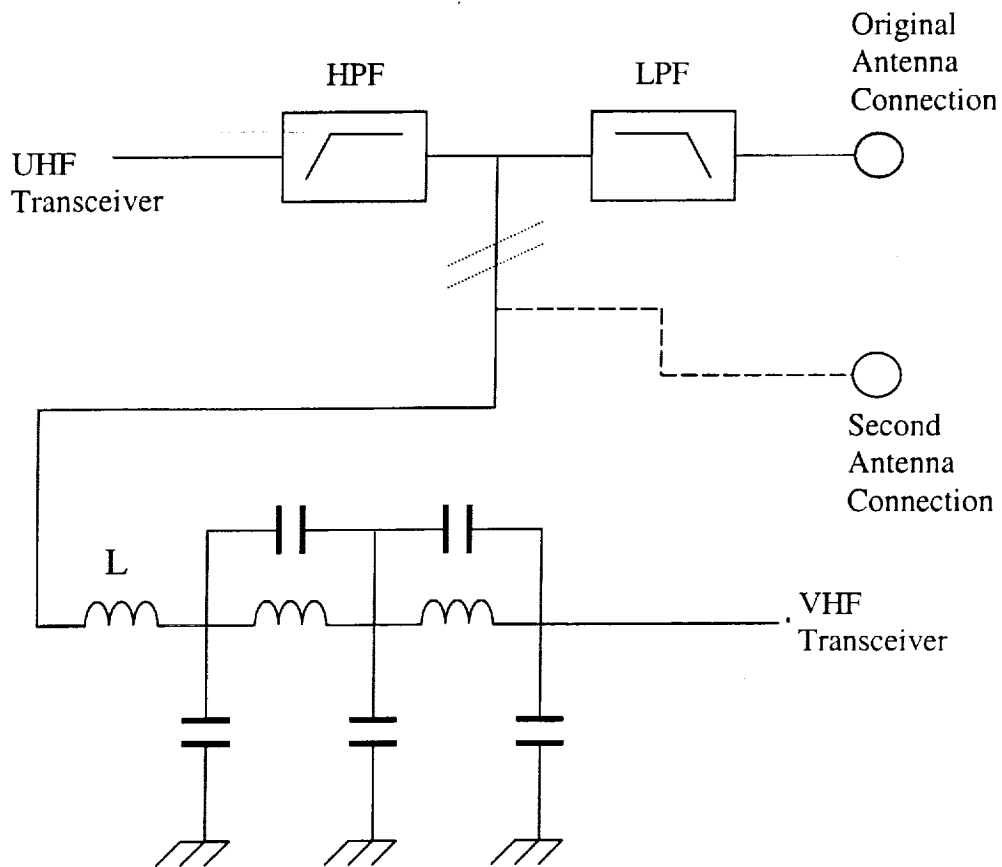 Original
Antenna
Connection
HPF
LPF
UHF
Transceiver
Second
Antenna
Connection
L
VHF
Transceiver